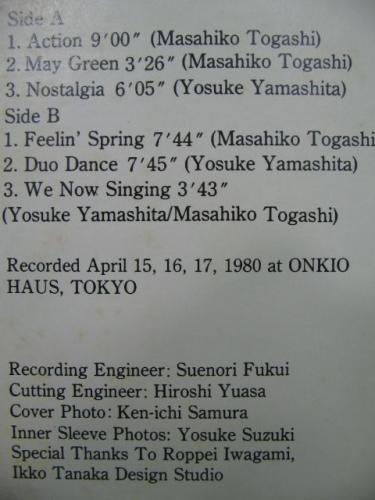 Side A
1. Action 9′00″ (Masahiko Togashi)
2. May Green 3′26″ (Masahiko Togashi)
3. Nostalgia 6′05″ (Yosuke Yamashita)
Side B
1. Feelin' Spring 7′44″ (Masahiko Togashi
2. Duo Dance 7′45″ (Yosuke Yamashita)
3. We Now Singing 3′43″
(Yosuke Yamashita/Masahiko Togashi)
Recorded April 15, 16, 17, 1980 at ONKIO
HAUS, TOKYO
Recording Engineer: Suenori Fukui
Cutting Engineer: Hiroshi Yuasa
Cover Photo: Ken-ichi Samura
Inner Sleeve Photos: Yosuke Suzuki
Special Thanks To Roppei Iwagami,
Ikko Tanaka Design Studio